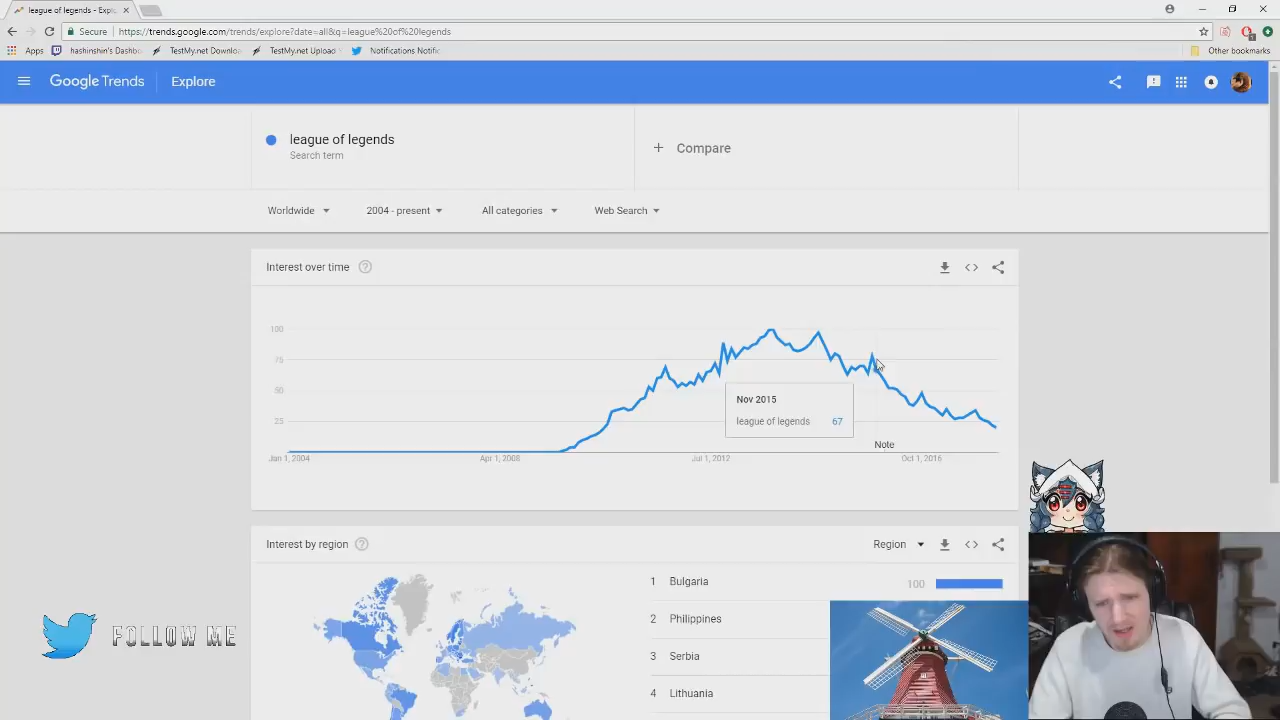 league of legends - Explo
Secure
https://trends.google.com/trends/explore?date=all&q=league%20of%20legends
Apps
hashinshin's Dashbo
TestMy.net Downloa
TestMy.net Upload
Notifications Notific
Other bookmarks
Google Trends
Explore
league of legends
Search term
+ Compare
Worldwide
2004 - present
All categories
Web Search
Interest over time
100
75
50
25
Nov 2015
league of legends 67
Note
Jan 1, 2004
Apr 1, 2008
Jul 1, 2012
Oct 1, 2016
Interest by region
Region
1 Bulgaria 100
2 Philippines
3 Serbia
4 Lithuania
FOLLOW ME